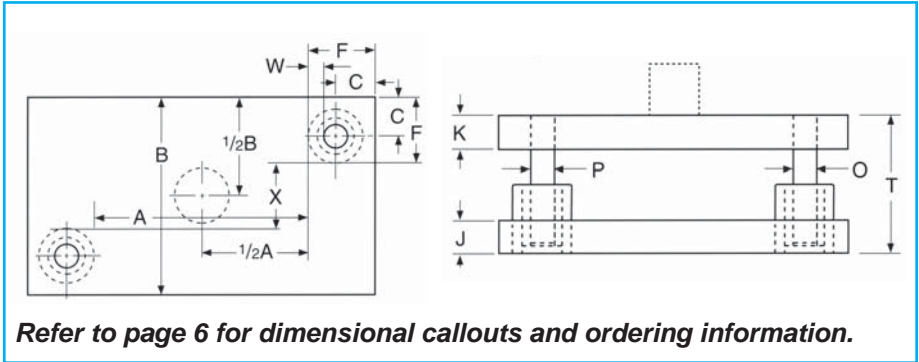 F
W
C
C
F
1/2B
B
X
A
1/2A
K
P
O
T
J
Refer to page 6 for dimensional callouts and ordering information.